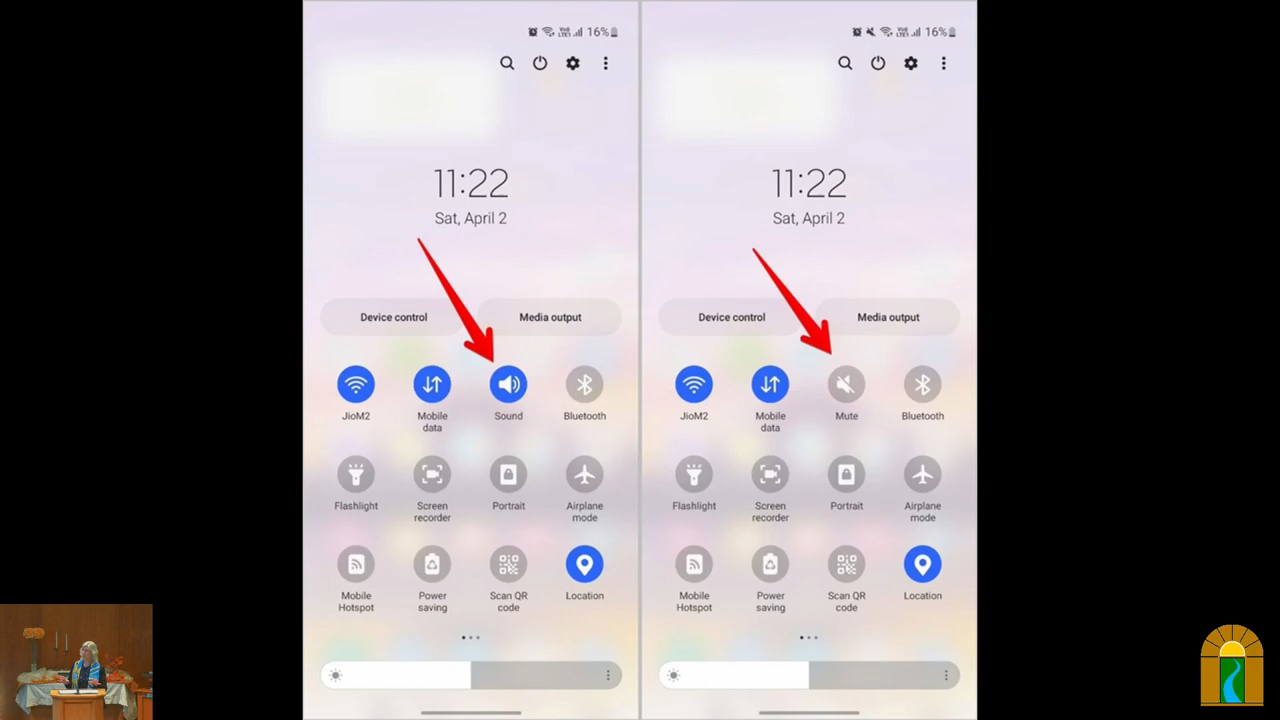 16%
11:22
Sat, April 2
Device control
Media output
JioM2
Mobile
data
Sound
Bluetooth
Flashlight
Screen
recorder
Portrait
Airplane
mode
Mobile
Hotspot
Power
saving
Scan QR
code
Location
16%
11:22
Sat, April 2
Device control
Media output
JioM2
Mobile
data
Mute
Bluetooth
Flashlight
Screen
recorder
Portrait
Airplane
mode
Mobile
Hotspot
Power
saving
Scan QR
code
Location